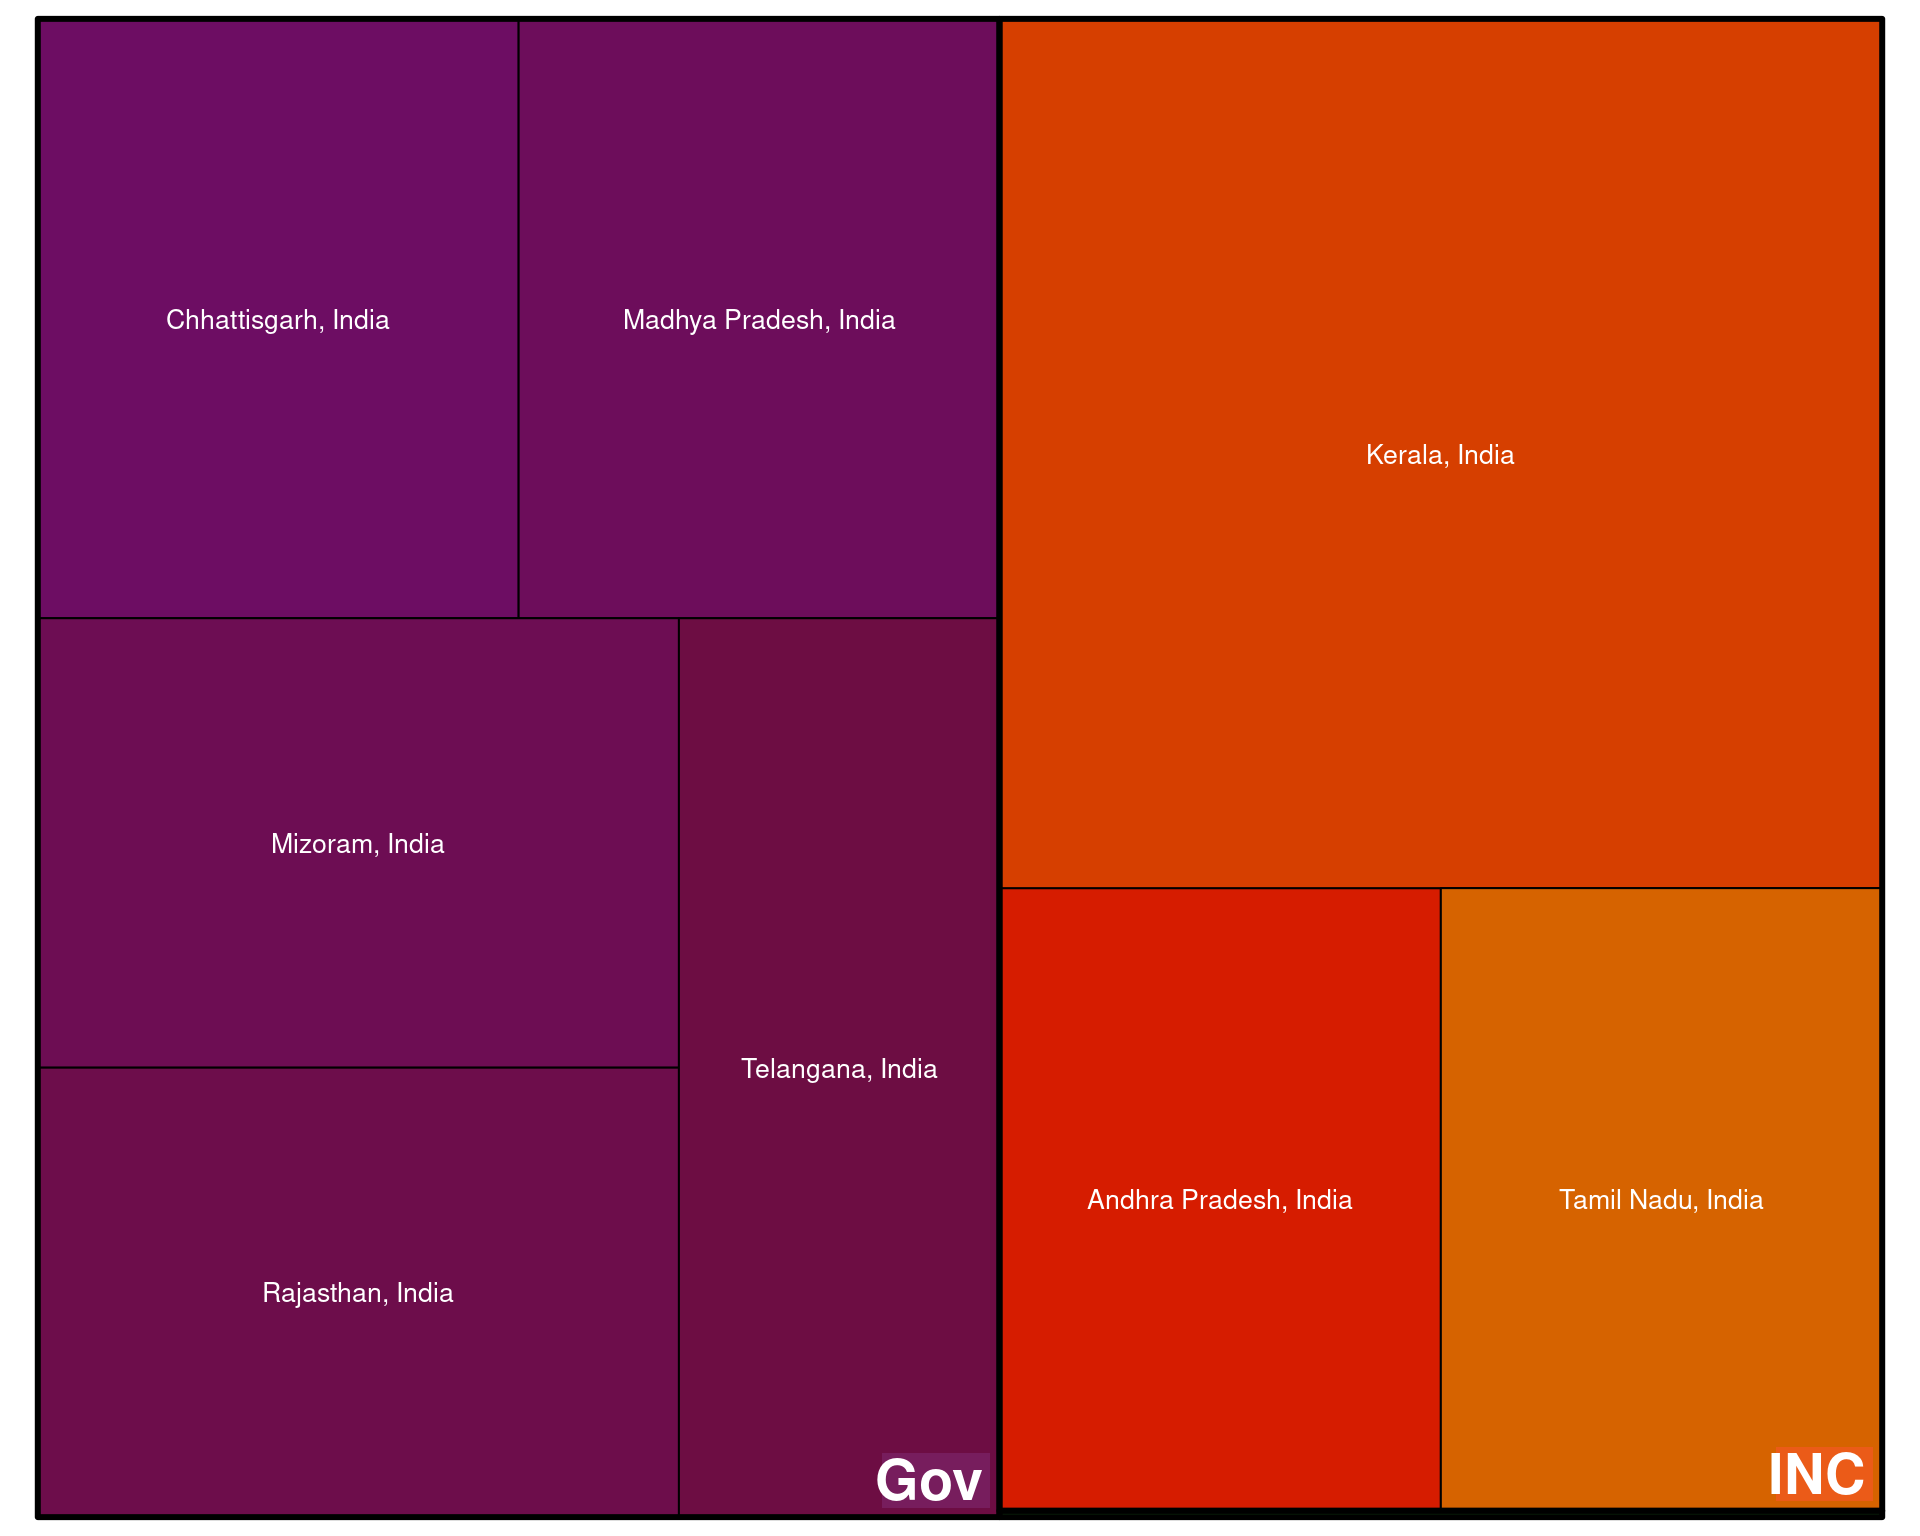 Chhattisgarh, India
Madhya Pradesh, India
Mizoram, India
Rajasthan, India
Telangana, India
Gov
Kerala, India
Andhra Pradesh, India
Tamil Nadu, India
INC